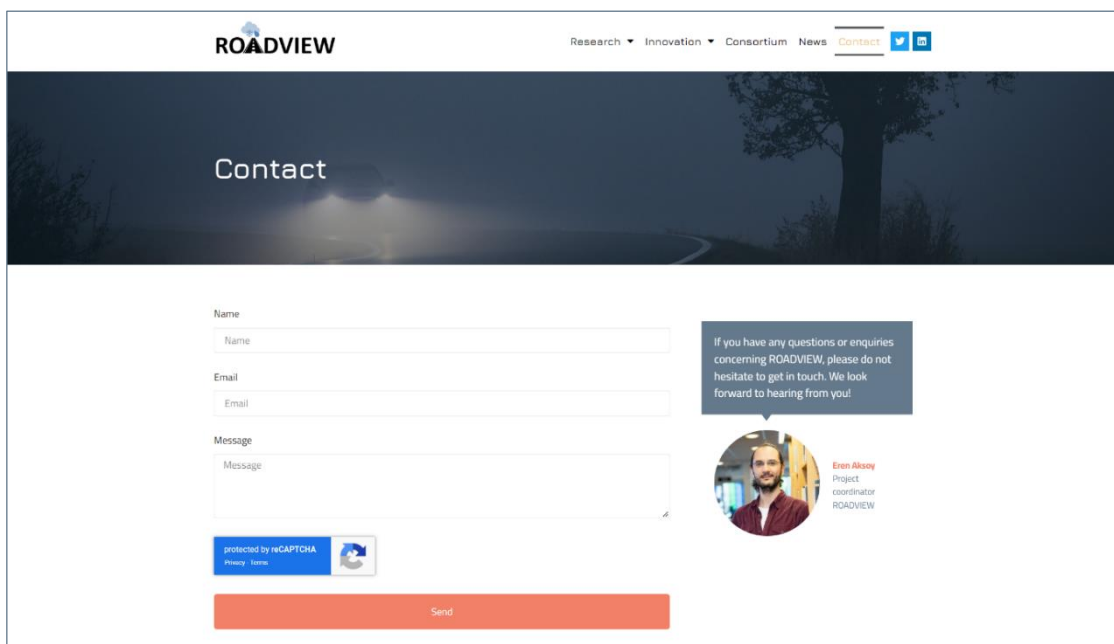 ROADVIEW
Research Innovation Consortium News Contact
Contact
Name
Name
Email
Email
Message
Message
protected by reCAPTCHA
Privacy - Terms
Send
If you have any questions or enquiries
concerning ROADVIEW, please do not
hesitate to get in touch. We look
forward to hearing from you!
Eren Aksoy
Project
coordinator
ROADVIEW